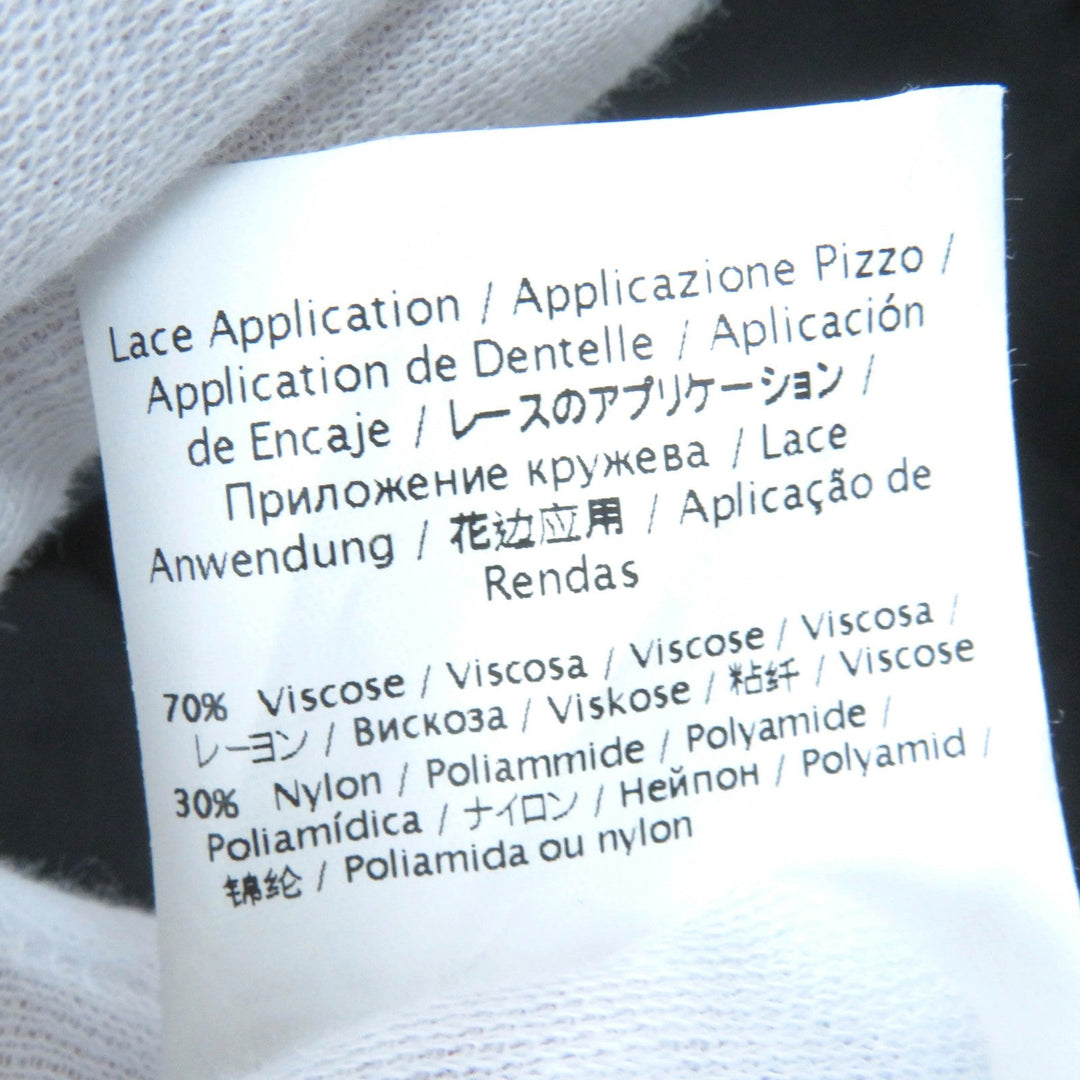 Lace Application / Applicazione Pizzo /
Application de Dentelle / Aplicación
de Encaje / レースのアプリケーション /
Приложение кружева / Lace
Anwendung / 花边应用 / Aplicação de
Rendas
70% Viscose / Viscosa / Viscose / Viscosa /
レーヨン / Вискоза / Viskose / 粘纤 / Viscose
30% Nylon / Poliammide / Polyamide /
Poliamídica / ナイロン / Нейпон / Polyamid /
锦纶 / Poliamida ou nylon